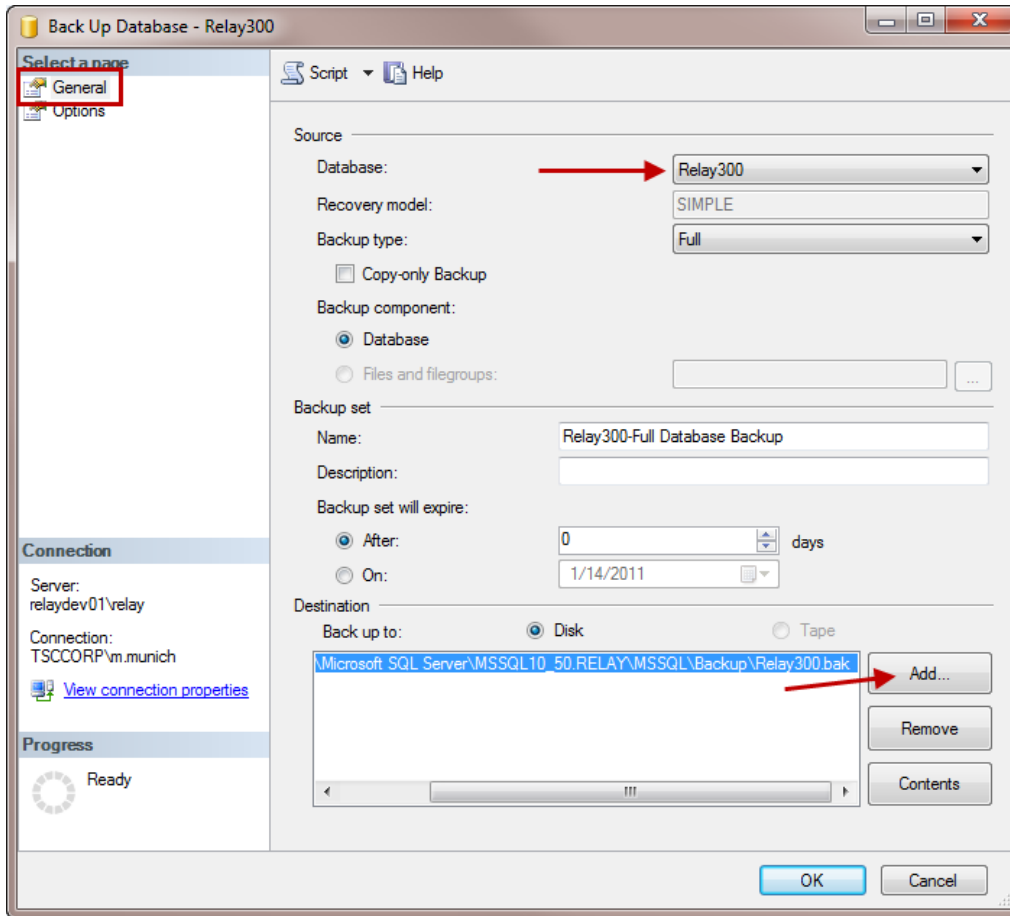 Back Up Database - Relay300
Select a page
General
Options
Script Help
Source
Database: Relay300
Recovery model: SIMPLE
Backup type: Full
Copy-only Backup
Backup component:
Database
Files and filegroups: ...
Backup set
Name: Relay300-Full Database Backup
Description:
Backup set will expire:
After: 0 days
On: 1/14/2011
Destination
Back up to: Disk Tape
\Microsoft SQL Server\MSSQL10_50.RELAY\MSSQL\Backup\Relay300.bak
Add...
Remove
Contents
Connection
Server:
relaydev01\relay
Connection:
TSCCORP\m.munich
View connection properties
Progress
Ready
OK Cancel